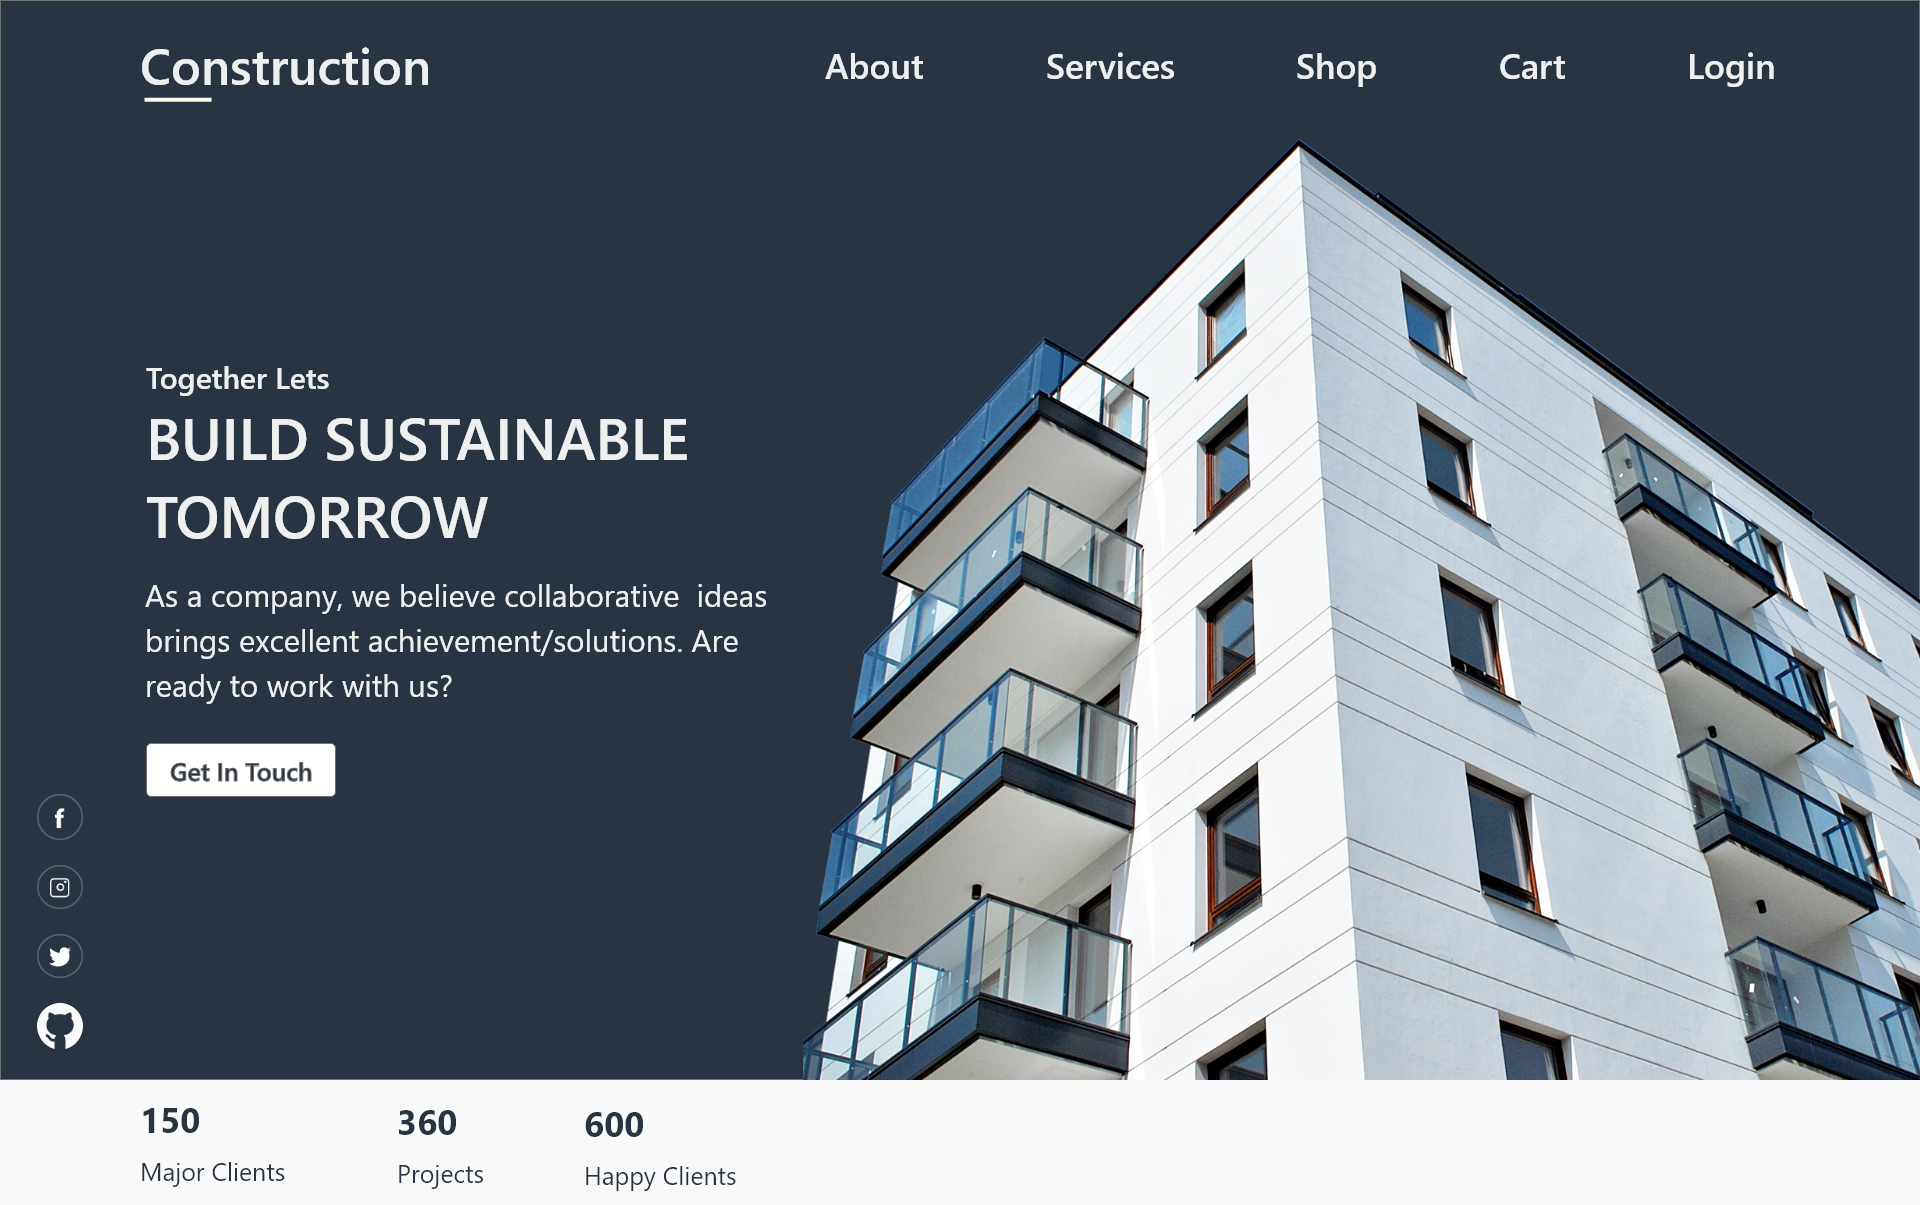 Construction
About
Services
Shop
Cart
Login
Together Lets
BUILD SUSTAINABLE
TOMORROW
As a company, we believe collaborative  ideas
brings excellent achievement/solutions. Are
ready to work with us?
Get In Touch
150
Major Clients
360
Projects
600
Happy Clients